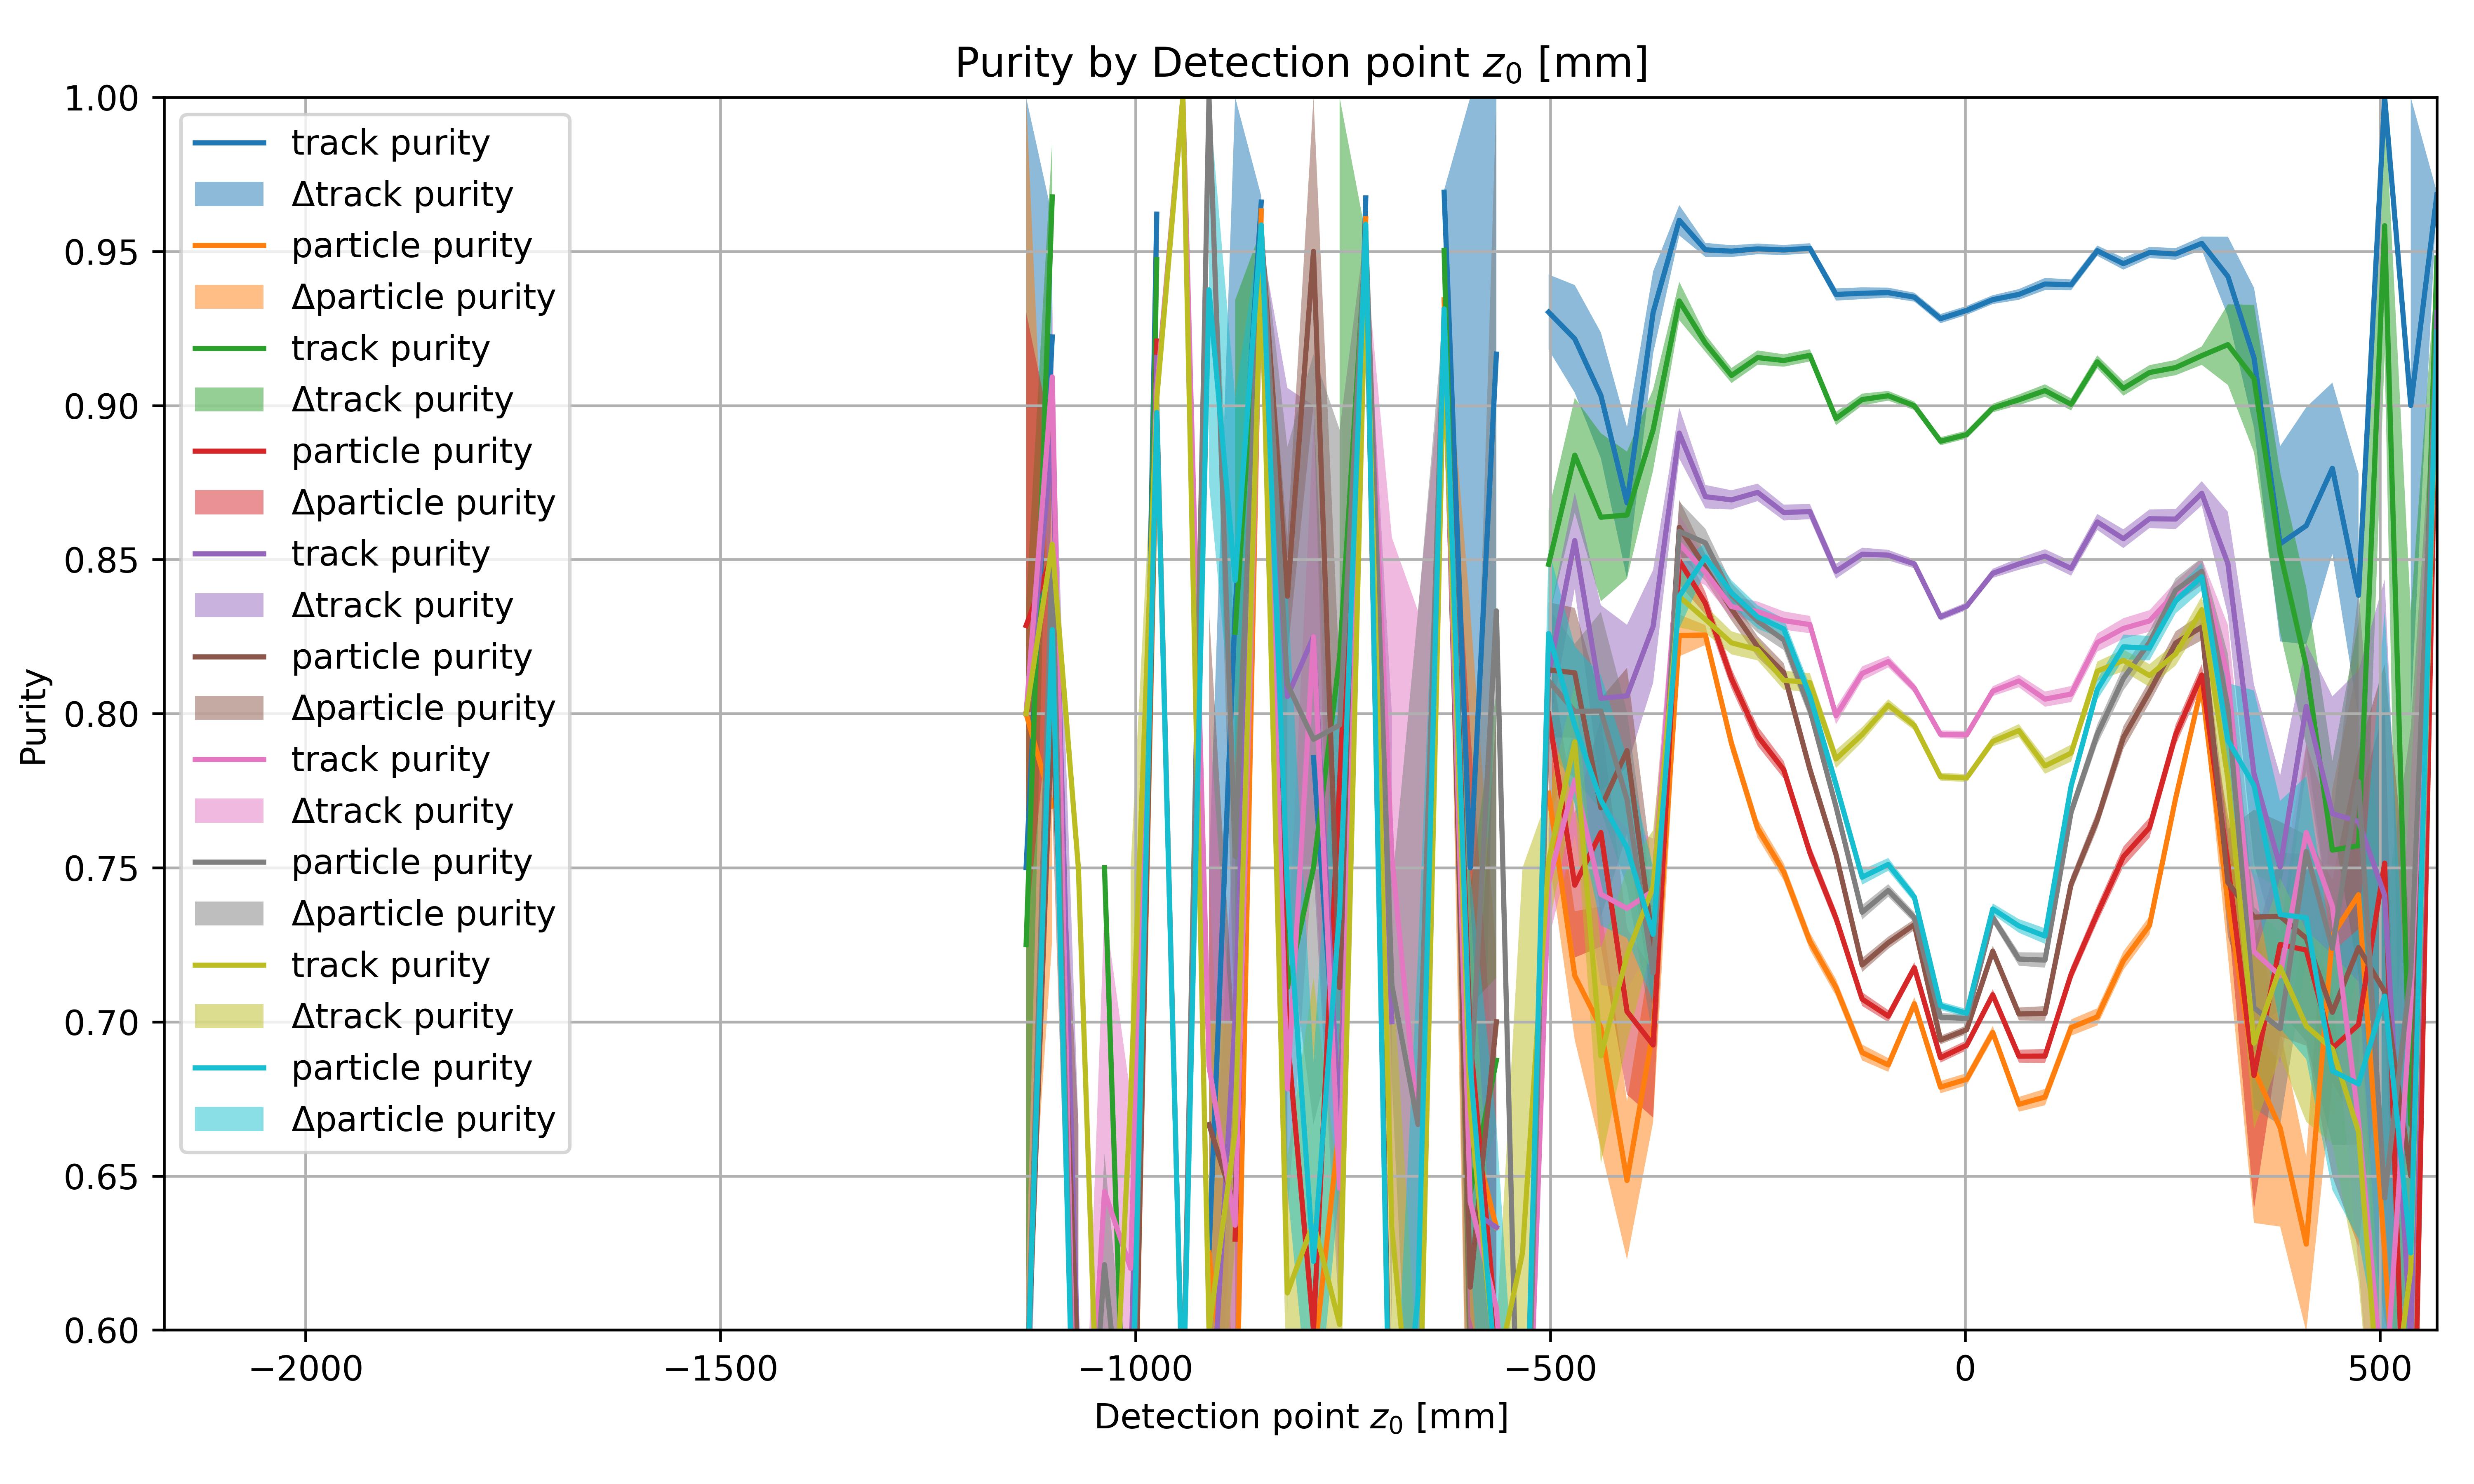 Purity by Detection point z₀ [mm]
1.00
0.95
0.90
0.85
0.80
0.75
0.70
0.65
0.60
Purity
track purity
Δtrack purity
particle purity
Δparticle purity
track purity
Δtrack purity
particle purity
Δparticle purity
track purity
Δtrack purity
particle purity
Δparticle purity
track purity
Δtrack purity
particle purity
Δparticle purity
track purity
Δtrack purity
particle purity
Δparticle purity
−2000 −1500 −1000 −500 0 500
Detection point z₀ [mm]